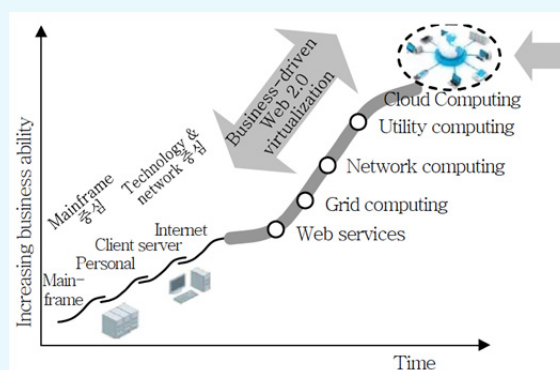 Increasing business ability
Mainframe
중심
Technology &
network 중심
Business-driven
Web 2.0
virtualization
Cloud Computing
Utility computing
Network computing
Grid computing
Web services
Internet
Client server
Personal
Main-
frame
Time